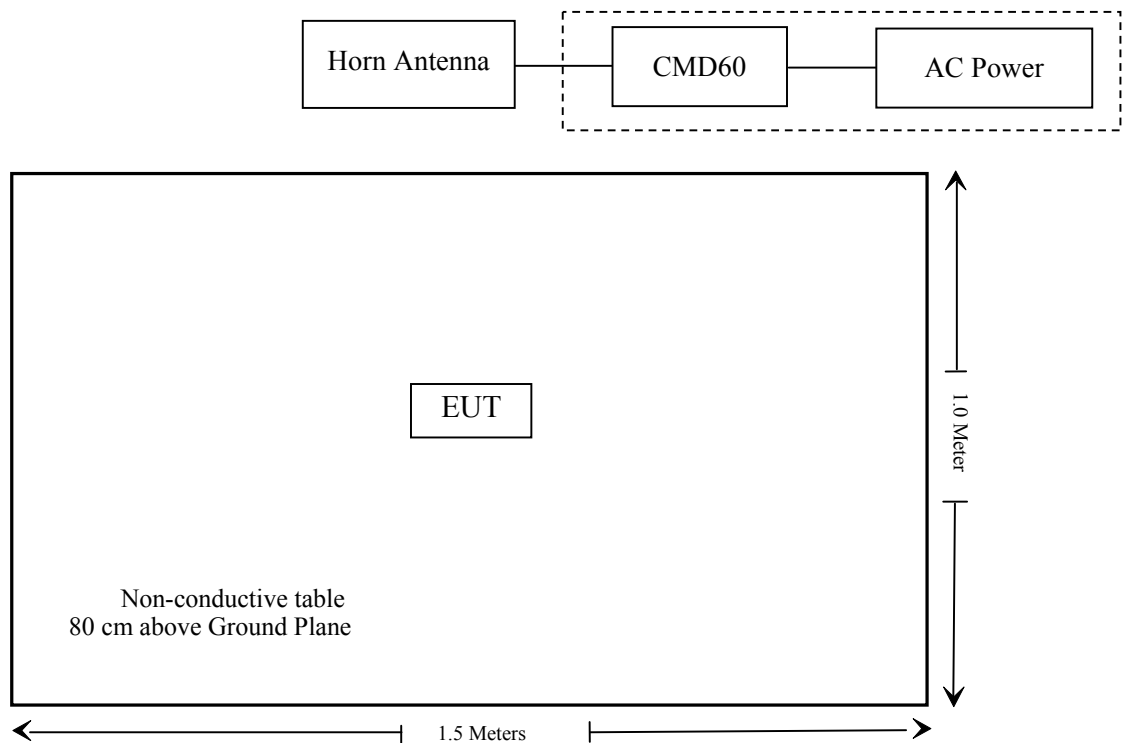 Horn Antenna
CMD60
AC Power
EUT
1.0 Meter
Non-conductive table
80 cm above Ground Plane
1.5 Meters